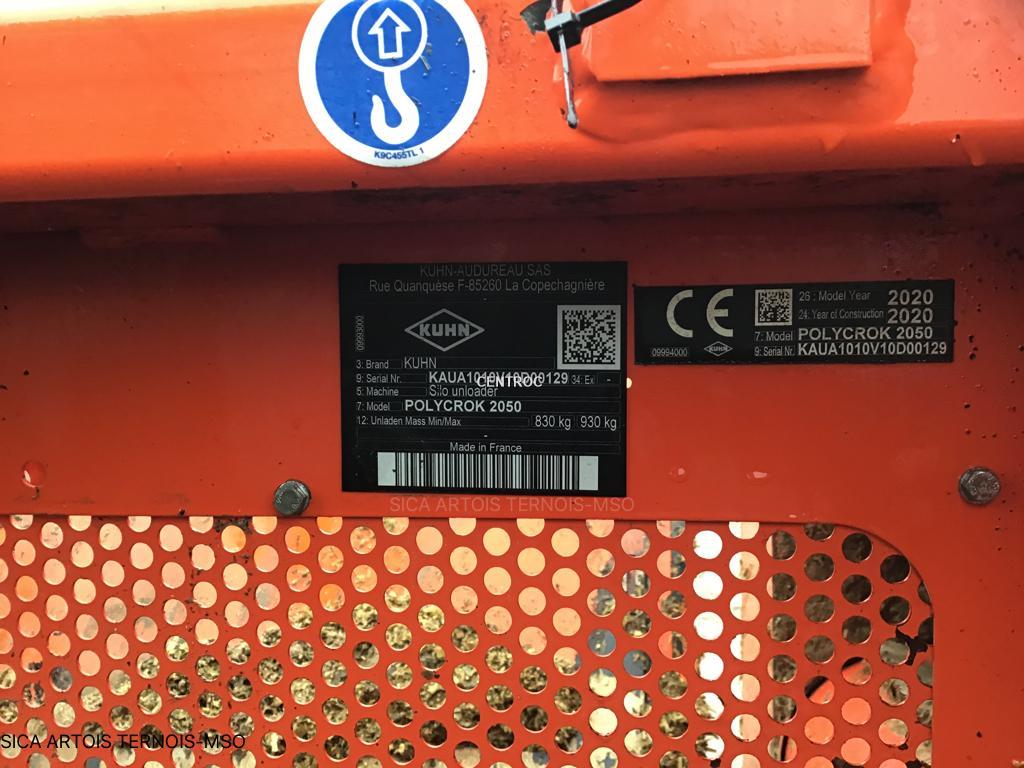 K9C455TL 1
KUHN-AUDUREAU SAS
Rue Quanquèse F-85260 La Copechagnière
09993000
KUHN
3: Brand KUHN
9: Serial Nr. KAUA1010V10D00129 34: Ex -
CENTROC
5: Machine Silo unloader
7: Model POLYCROK 2050
12: Unladen Mass Min/Max 830 kg 930 kg
-
Made in France
CE
26 : Model Year 2020
24: Year of Construction 2020
7: Model POLYCROK 2050
09994000 KUHN 9: Serial Nr. KAUA1010V10D00129
SICA ARTOIS TERNOIS-MSO
SICA ARTOIS TERNOIS-MSO